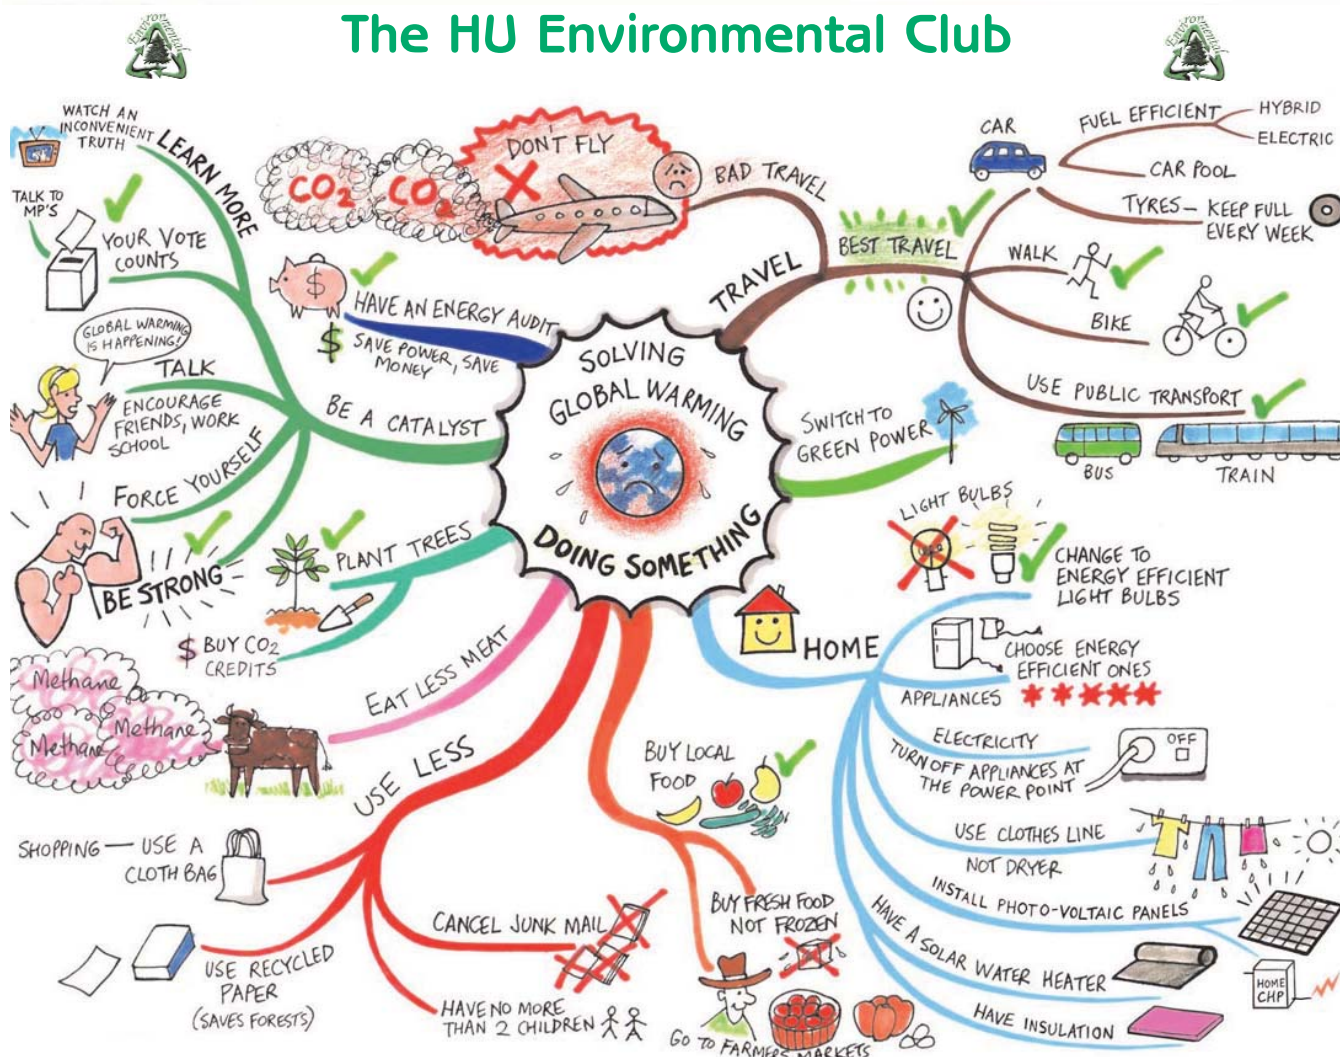 The HU Environmental Club
Environmental
Environmental
SOLVING
GLOBAL WARMING
DOING SOMETHING
TRAVEL
BAD TRAVEL
DON'T FLY
CO2
CO2
BEST TRAVEL
CAR
FUEL EFFICIENT
HYBRID
ELECTRIC
CAR POOL
TYRES – KEEP FULL
EVERY WEEK
WALK
BIKE
USE PUBLIC TRANSPORT
BUS
TRAIN
SWITCH TO
GREEN POWER
HOME
LIGHT BULBS
CHANGE TO
ENERGY EFFICIENT
LIGHT BULBS
APPLIANCES
CHOOSE ENERGY
EFFICIENT ONES
ELECTRICITY
TURN OFF APPLIANCES AT
THE POWER POINT
OFF
USE CLOTHES LINE
NOT DRYER
INSTALL PHOTO-VOLTAIC PANELS
HOME
CHP
HAVE A SOLAR WATER HEATER
HAVE INSULATION
BUY LOCAL
FOOD
BUY FRESH FOOD
NOT FROZEN
GO TO FARMERS MARKETS
USE LESS
SHOPPING — USE A
CLOTH BAG
USE RECYCLED
PAPER
(SAVES FORESTS)
CANCEL JUNK MAIL
HAVE NO MORE
THAN 2 CHILDREN
EAT LESS MEAT
Methane
Methane
Methane
PLANT TREES
$ BUY CO2
CREDITS
BE A CATALYST
LEARN MORE
WATCH AN
INCONVENIENT
TRUTH
TALK TO
MP'S
YOUR VOTE
COUNTS
GLOBAL WARMING
IS HAPPENING!
TALK
ENCOURAGE
FRIENDS, WORK
SCHOOL
FORCE YOURSELF
BE STRONG
HAVE AN ENERGY AUDIT
$
$ SAVE POWER, SAVE
MONEY